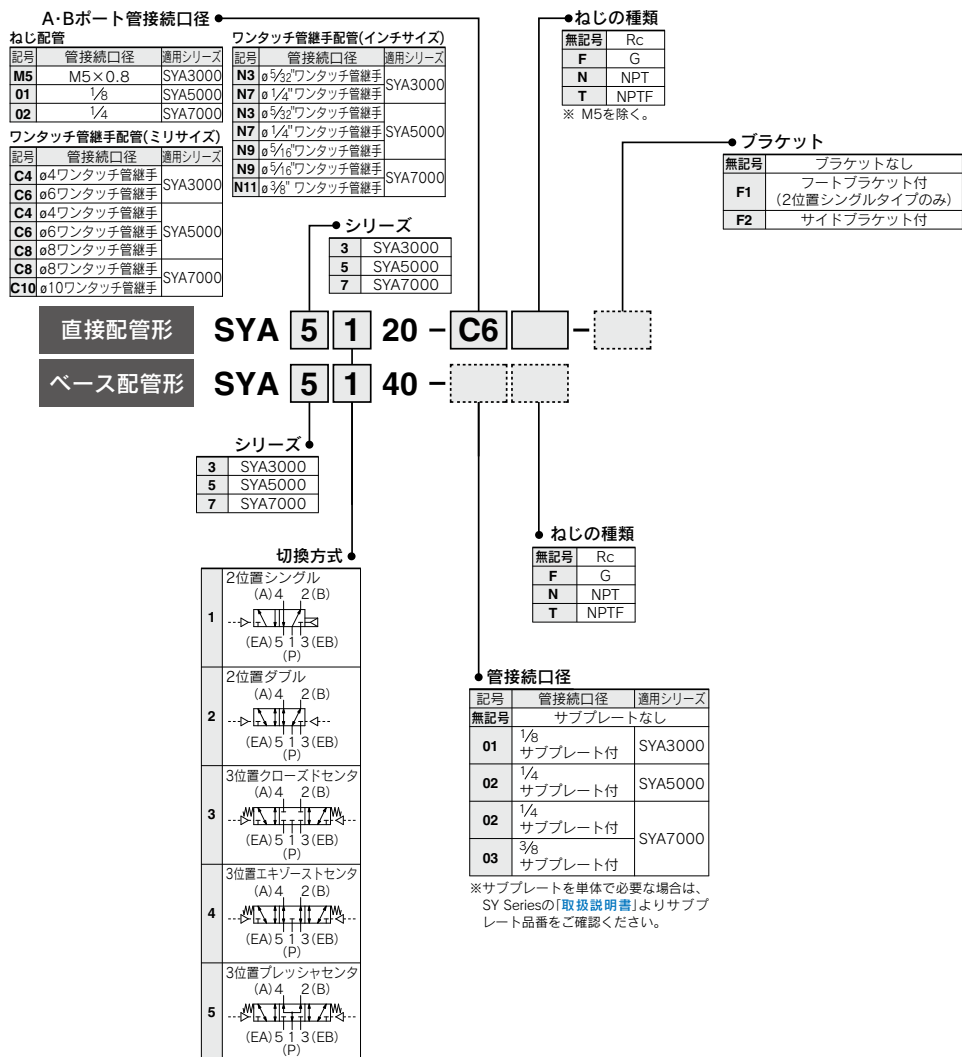 A･Bポート管接続口径
ねじ配管
記号 管接続口径 適用シリーズ
M5 M5×0.8 SYA3000
01 1/8 SYA5000
02 1/4 SYA7000
ワンタッチ管継手配管(ミリサイズ)
記号 管接続口径 適用シリーズ
C4 ø4ワンタッチ管継手 SYA3000
C6 ø6ワンタッチ管継手
C4 ø4ワンタッチ管継手 SYA5000
C6 ø6ワンタッチ管継手
C8 ø8ワンタッチ管継手
C8 ø8ワンタッチ管継手 SYA7000
C10 ø10ワンタッチ管継手
ワンタッチ管継手配管(インチサイズ)
記号 管接続口径 適用シリーズ
N3 ø5/32"ワンタッチ管継手 SYA3000
N7 ø1/4"ワンタッチ管継手
N3 ø5/32"ワンタッチ管継手 SYA5000
N7 ø1/4"ワンタッチ管継手
N9 ø5/16"ワンタッチ管継手
N9 ø5/16"ワンタッチ管継手 SYA7000
N11 ø3/8" ワンタッチ管継手
シリーズ
3 SYA3000
5 SYA5000
7 SYA7000
ねじの種類
無記号 Rc
F G
N NPT
T NPTF
※ M5を除く。
ブラケット
無記号 ブラケットなし
F1 フートブラケット付
(2位置シングルタイプのみ)
F2 サイドブラケット付
直接配管形 SYA 5 1 20 − C6 −
ベース配管形 SYA 5 1 40 −
シリーズ
3 SYA3000
5 SYA5000
7 SYA7000
切換方式
1 2位置シングル
(A)4 2(B)
(EA)5 1 3(EB)
(P)
2 2位置ダブル
(A)4 2(B)
(EA)5 1 3(EB)
(P)
3 3位置クローズドセンタ
(A)4 2(B)
(EA)5 1 3(EB)
(P)
4 3位置エキゾーストセンタ
(A)4 2(B)
(EA)5 1 3(EB)
(P)
5 3位置プレッシャセンタ
(A)4 2(B)
(EA)5 1 3(EB)
(P)
ねじの種類
無記号 Rc
F G
N NPT
T NPTF
管接続口径
記号 管接続口径 適用シリーズ
無記号 サブプレートなし
01 1/8
サブプレート付 SYA3000
02 1/4
サブプレート付 SYA5000
02 1/4
サブプレート付 SYA7000
03 3/8
サブプレート付
※サブプレートを単体で必要な場合は、
SY Seriesの｢取扱説明書｣よりサブプ
レート品番をご確認ください。